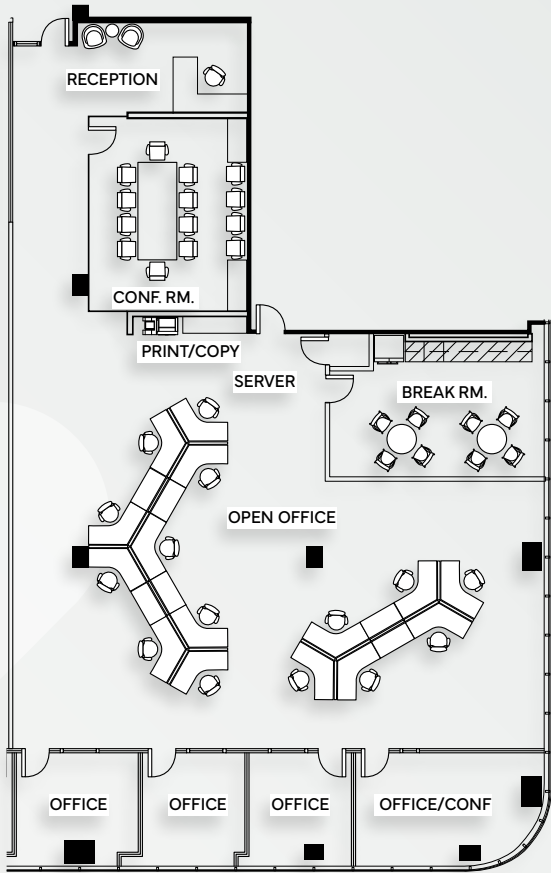 RECEPTION
CONF. RM.
PRINT/COPY
SERVER
BREAK RM.
OPEN OFFICE
OFFICE
OFFICE
OFFICE
OFFICE/CONF